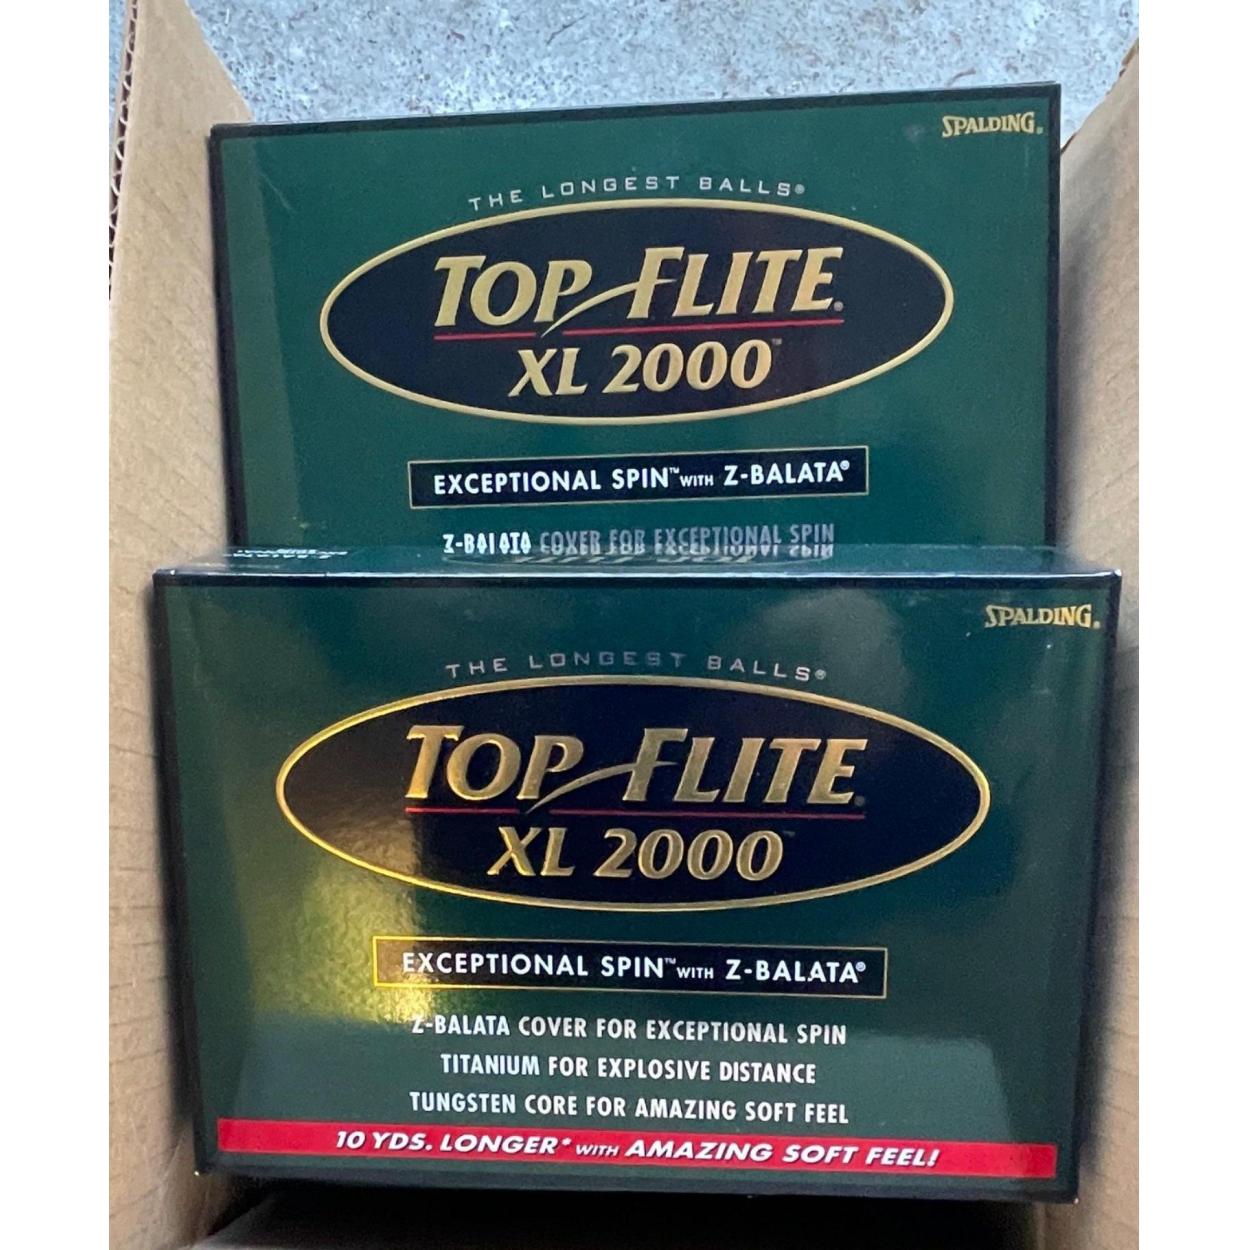 SPALDING®
THE LONGEST BALLS®
TOP-FLITE®
XL 2000™
EXCEPTIONAL SPIN™ WITH Z-BALATA®
Z-BALATA COVER FOR EXCEPTIONAL SPIN
SPALDING®
THE LONGEST BALLS®
TOP-FLITE®
XL 2000™
EXCEPTIONAL SPIN™ WITH Z-BALATA®
Z-BALATA COVER FOR EXCEPTIONAL SPIN
TITANIUM FOR EXPLOSIVE DISTANCE
TUNGSTEN CORE FOR AMAZING SOFT FEEL
10 YDS. LONGER* WITH AMAZING SOFT FEEL!